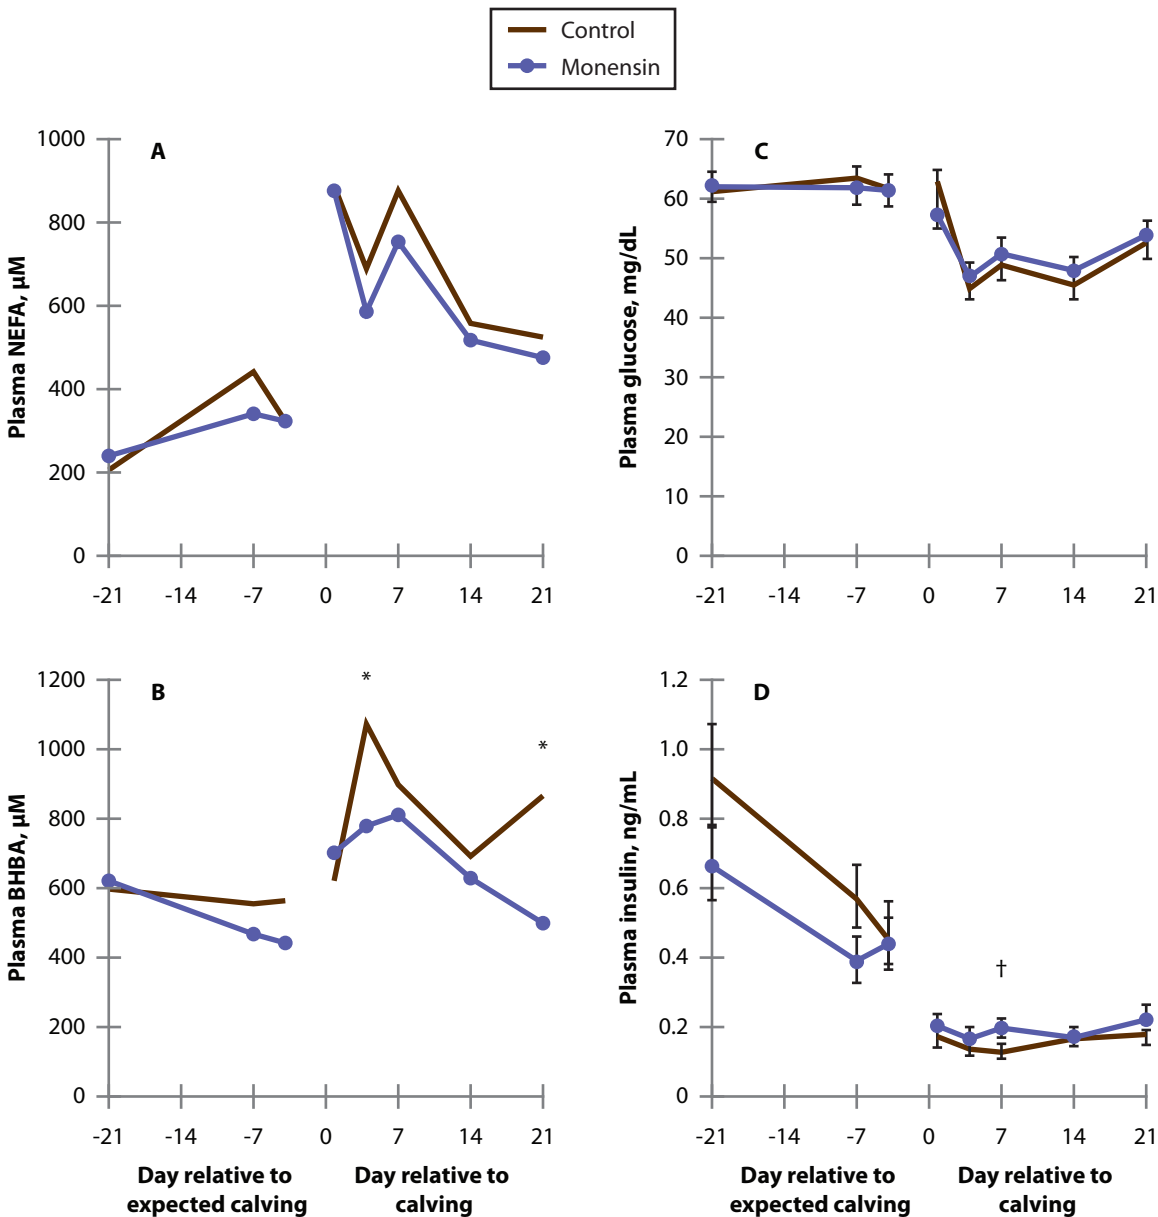 Control
Monensin
A
1000
800
600
400
200
0
Plasma NEFA, µM
-21 -14 -7 0 7 14 21
C
70
60
50
40
30
20
10
0
Plasma glucose, mg/dL
-21 -14 -7 0 7 14 21
B
1200
1000
800
600
400
200
0
Plasma BHBA, µM
*
*
-21 -14 -7 0 7 14 21
Day relative to
expected calving
Day relative to
calving
D
1.2
1.0
0.8
0.6
0.4
0.2
0
Plasma insulin, ng/mL
†
-21 -14 -7 0 7 14 21
Day relative to
expected calving
Day relative to
calving